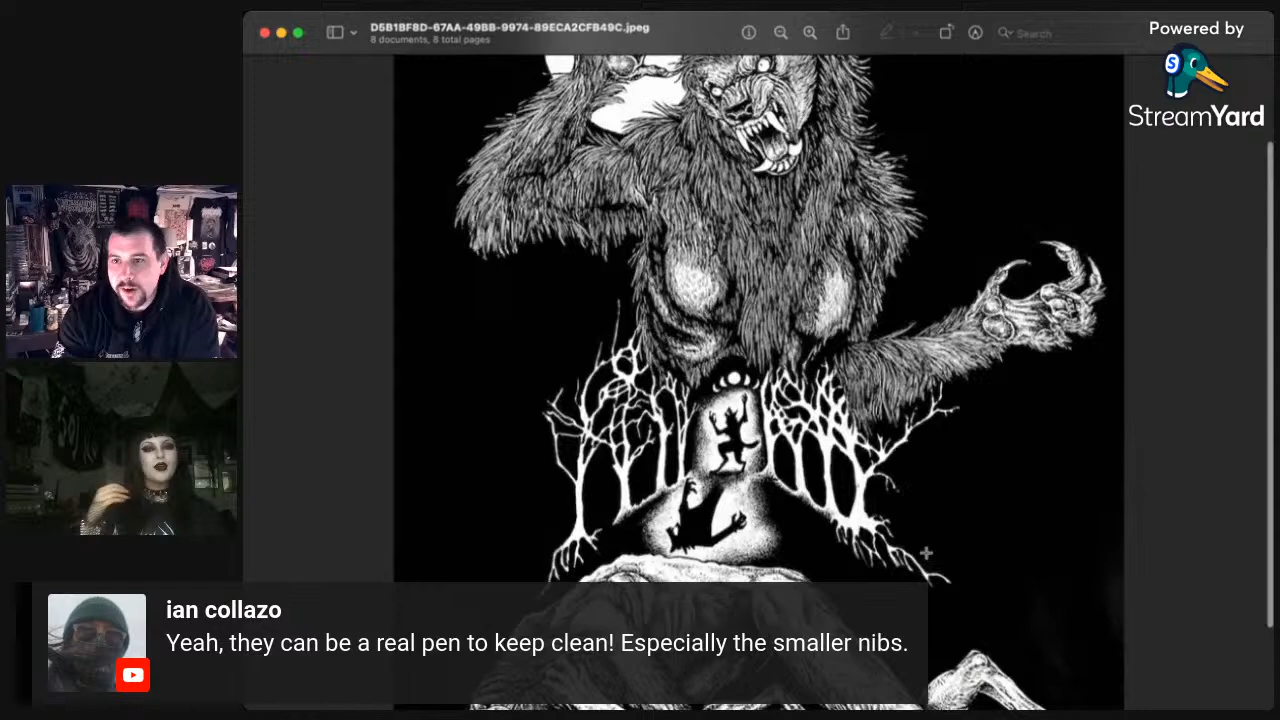 D5B1BF8D-67AA-49BB-9974-89ECA2CFB49C.jpeg
8 documents, 8 total pages
Search
Powered by
S
StreamYard
ian collazo
Yeah, they can be a real pen to keep clean! Especially the smaller nibs.